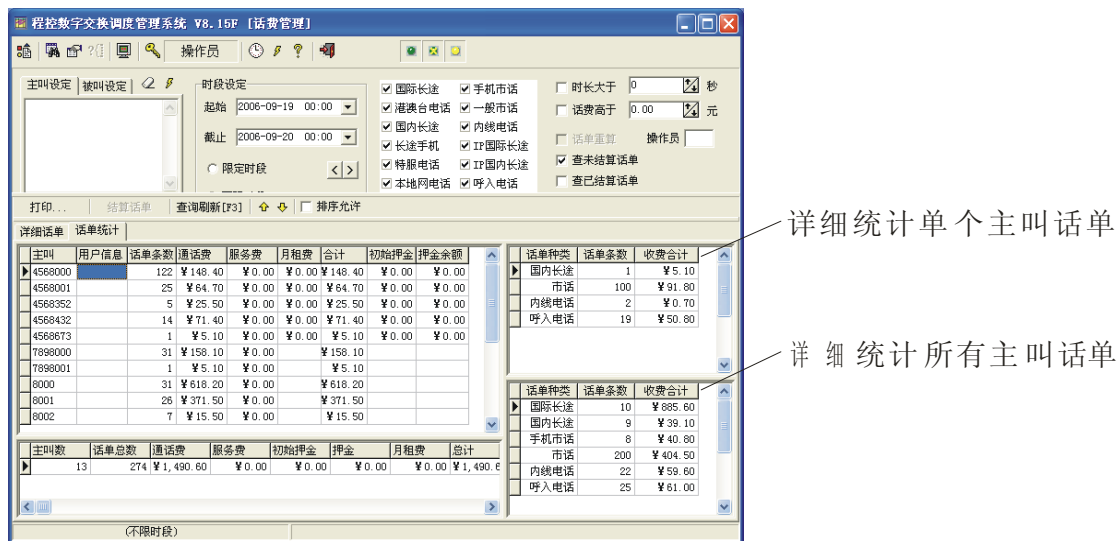 程控数字交换调度管理系统 V8.15F [话费管理]
操作员
主叫设定 被叫设定 时段设定
起始 2006-09-19 00:00
截止 2006-09-20 00:00
限定时段 < >
国际长途 手机市话
港澳台电话 一般市话
国内长途 内线电话
长途手机 IP国际长途
特服电话 IP国内长途
本地网电话 呼入电话
时长大于 0 秒
话费高于 0.00 元
话单重算 操作员
查未结算话单
查已结算话单
打印... 结算话单 查询刷新[F3] 排序允许
详细话单 话单统计
主叫 用户信息 话单条数 通话费 服务费 月租费 合计 初始押金 押金余额
4568000 122 ¥148.40 ¥0.00 ¥0.00 ¥148.40 ¥0.00 ¥0.00
4568001 25 ¥64.70 ¥0.00 ¥0.00 ¥64.70 ¥0.00 ¥0.00
4568352 5 ¥25.50 ¥0.00 ¥0.00 ¥25.50 ¥0.00 ¥0.00
4568432 14 ¥71.40 ¥0.00 ¥0.00 ¥71.40 ¥0.00 ¥0.00
4568673 1 ¥5.10 ¥0.00 ¥0.00 ¥5.10 ¥0.00 ¥0.00
7898000 31 ¥158.10 ¥0.00 ¥158.10
7898001 1 ¥5.10 ¥0.00 ¥5.10
8000 31 ¥618.20 ¥0.00 ¥618.20
8001 26 ¥371.50 ¥0.00 ¥371.50
8002 7 ¥15.50 ¥0.00 ¥15.50
主叫数 话单总数 通话费 服务费 初始押金 押金 月租费 总计
13 274 ¥1,490.60 ¥0.00 ¥0.00 ¥0.00 ¥0.00 ¥1,490.6
话单种类 话单条数 收费合计
国内长途 1 ¥5.10
市话 100 ¥91.80
内线电话 2 ¥0.70
呼入电话 19 ¥50.80
话单种类 话单条数 收费合计
国际长途 10 ¥885.60
国内长途 9 ¥39.10
手机市话 8 ¥40.80
市话 200 ¥404.50
内线电话 22 ¥59.60
呼入电话 25 ¥61.00
(不限时段)
详细统计单个主叫话单
详细统计所有主叫话单